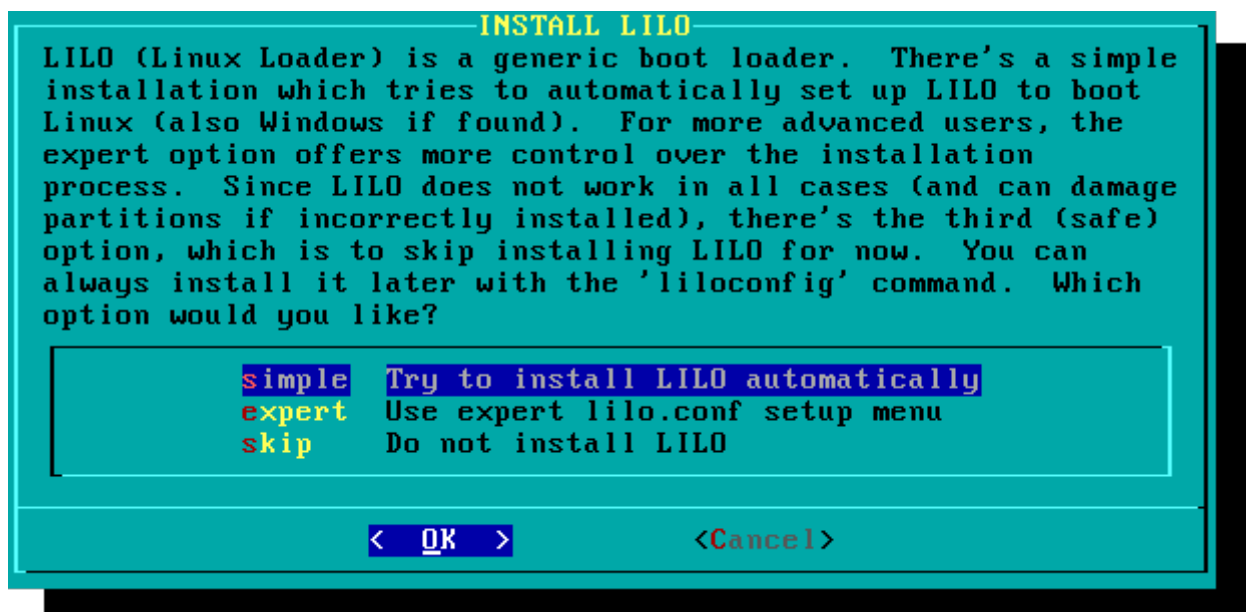 INSTALL LILO
LILO (Linux Loader) is a generic boot loader.  There's a simple
installation which tries to automatically set up LILO to boot
Linux (also Windows if found).  For more advanced users, the
expert option offers more control over the installation
process.  Since LILO does not work in all cases (and can damage
partitions if incorrectly installed), there's the third (safe)
option, which is to skip installing LILO for now.  You can
always install it later with the 'liloconfig' command.  Which
option would you like?
simple  Try to install LILO automatically
expert  Use expert lilo.conf setup menu
skip    Do not install LILO
<  OK  >          <Cancel>